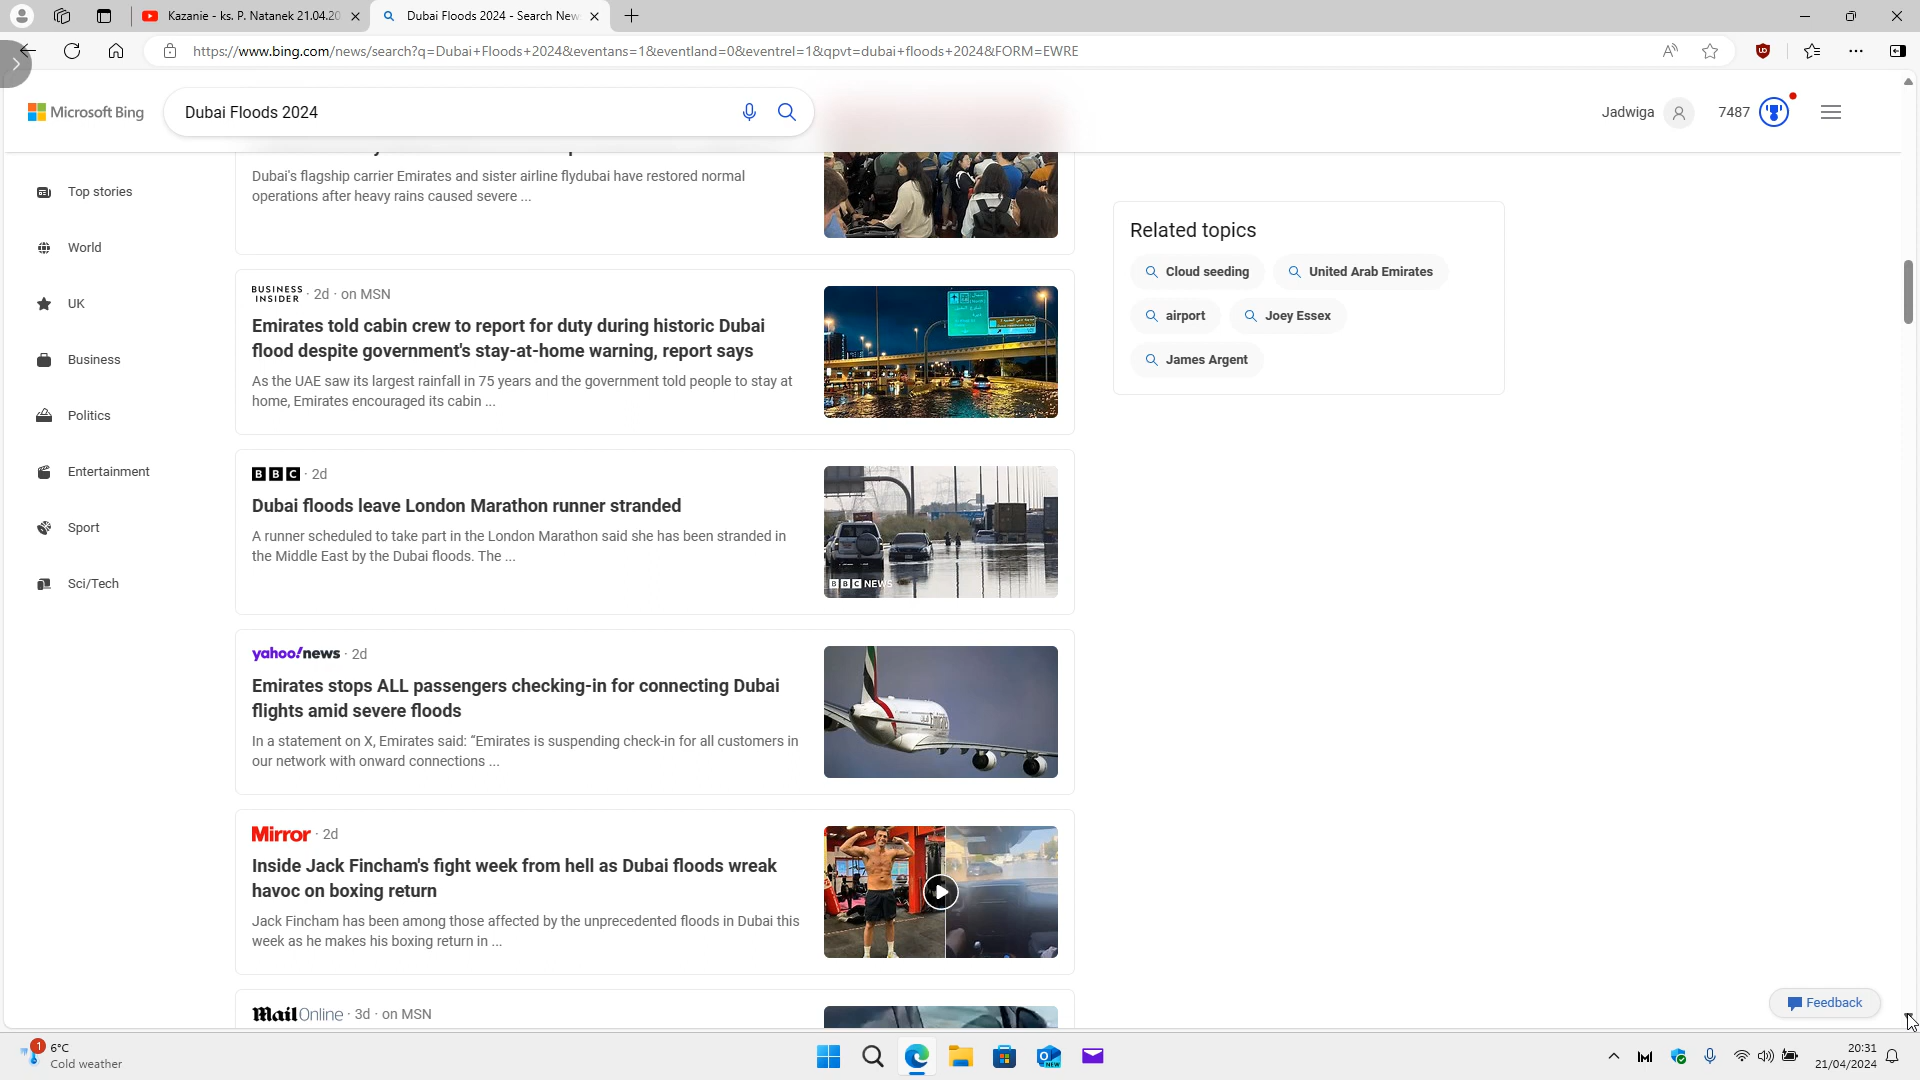 Kazanie - ks. P. Natanek 21.04.20
Dubai Floods 2024 - Search New
https://www.bing.com/news/search?q=Dubai+Floods+2024&eventans=1&eventland=0&eventrel=1&qpvt=dubai+floods+2024&FORM=EWRE
Microsoft Bing
Dubai Floods 2024
Jadwiga
7487
Top stories
World
UK
Business
Politics
Entertainment
Sport
Sci/Tech
Dubai's flagship carrier Emirates and sister airline flydubai have restored normal
operations after heavy rains caused severe ...
BUSINESS INSIDER · 2d · on MSN
Emirates told cabin crew to report for duty during historic Dubai
flood despite government's stay-at-home warning, report says
As the UAE saw its largest rainfall in 75 years and the government told people to stay at
home, Emirates encouraged its cabin ...
BBC · 2d
Dubai floods leave London Marathon runner stranded
A runner scheduled to take part in the London Marathon said she has been stranded in
the Middle East by the Dubai floods. The ...
BBC NEWS
yahoo!news · 2d
Emirates stops ALL passengers checking-in for connecting Dubai
flights amid severe floods
In a statement on X, Emirates said: “Emirates is suspending check-in for all customers in
our network with onward connections ...
Mirror · 2d
Inside Jack Fincham's fight week from hell as Dubai floods wreak
havoc on boxing return
Jack Fincham has been among those affected by the unprecedented floods in Dubai this
week as he makes his boxing return in ...
Mail Online · 3d · on MSN
Related topics
Cloud seeding
United Arab Emirates
airport
Joey Essex
James Argent
Feedback
1
6°C
Cold weather
20:31
21/04/2024